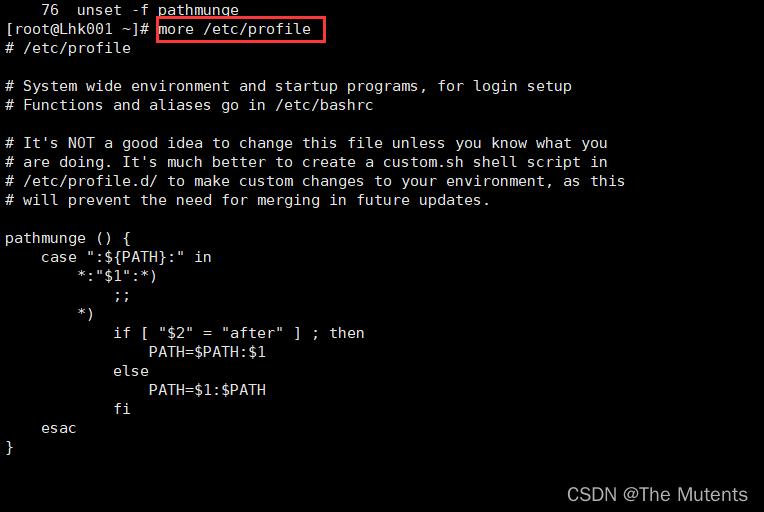 76  unset -f pathmunge
[root@Lhk001 ~]# more /etc/profile
# /etc/profile

# System wide environment and startup programs, for login setup
# Functions and aliases go in /etc/bashrc

# It's NOT a good idea to change this file unless you know what you
# are doing. It's much better to create a custom.sh shell script in
# /etc/profile.d/ to make custom changes to your environment, as this
# will prevent the need for merging in future updates.

pathmunge () {
    case ":${PATH}:" in
        *:"$1":*)
            ;;
        *)
            if [ "$2" = "after" ] ; then
                PATH=$PATH:$1
            else
                PATH=$1:$PATH
            fi
    esac
}
CSDN @The Mutents